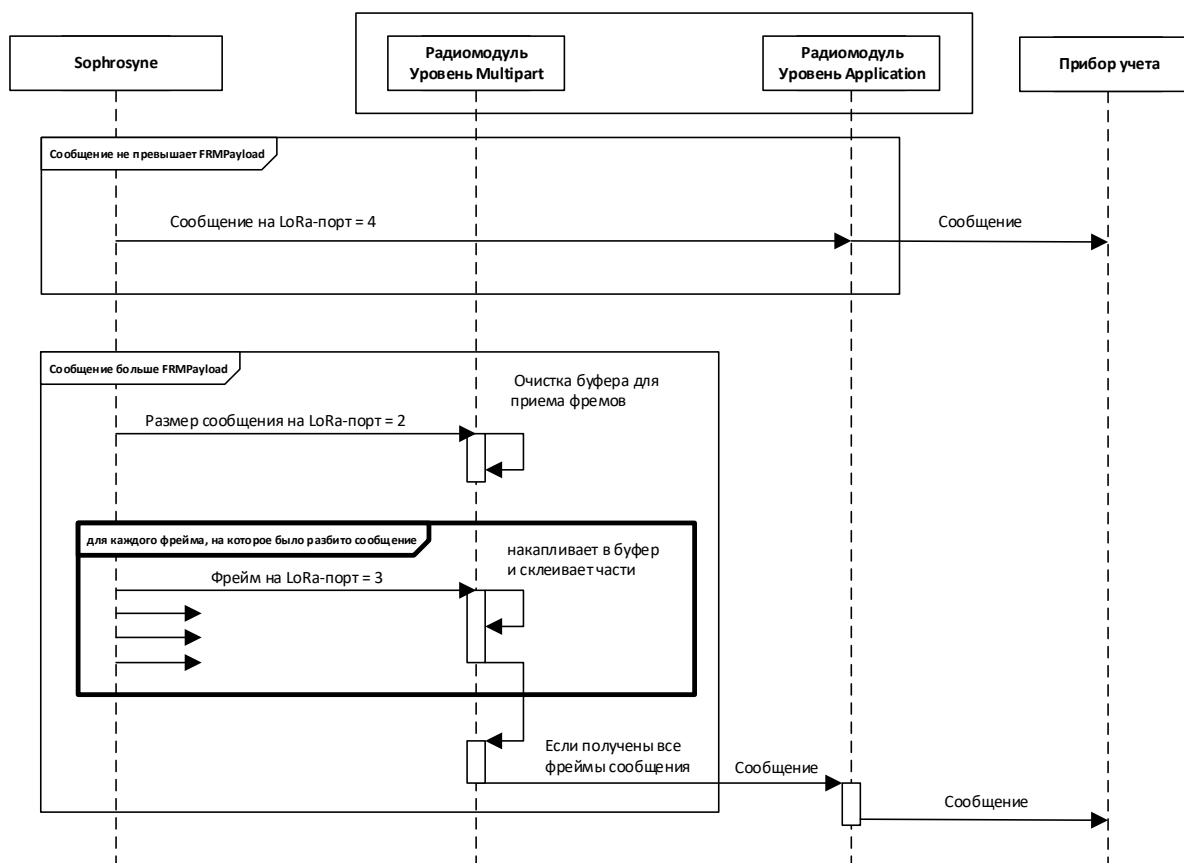 Sophrosyne
Радиомодуль
Уровень Multipart
Радиомодуль
Уровень Application
Прибор учета
Сообщение не превышает FRMPayload
Сообщение на LoRa-порт = 4
Сообщение
Сообщение больше FRMPayload
Очистка буфера для
приема фремов
Размер сообщения на LoRa-порт = 2
для каждого фрейма, на которое было разбито сообщение
накапливает в буфер
и склеивает части
Фрейм на LoRa-порт = 3
Если получены все
фреймы сообщения
Сообщение
Сообщение